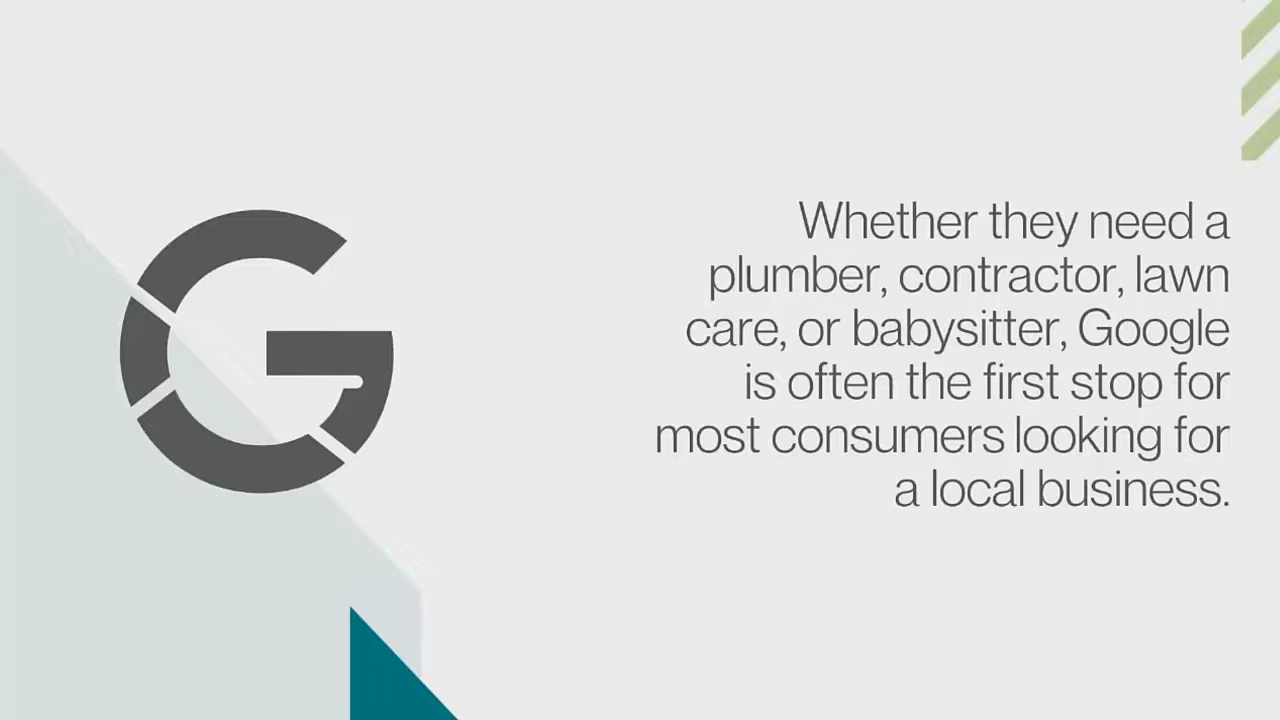 Whether they need a
plumber, contractor, lawn
care, or babysitter, Google
is often the first stop for
most consumers looking for
a local business.